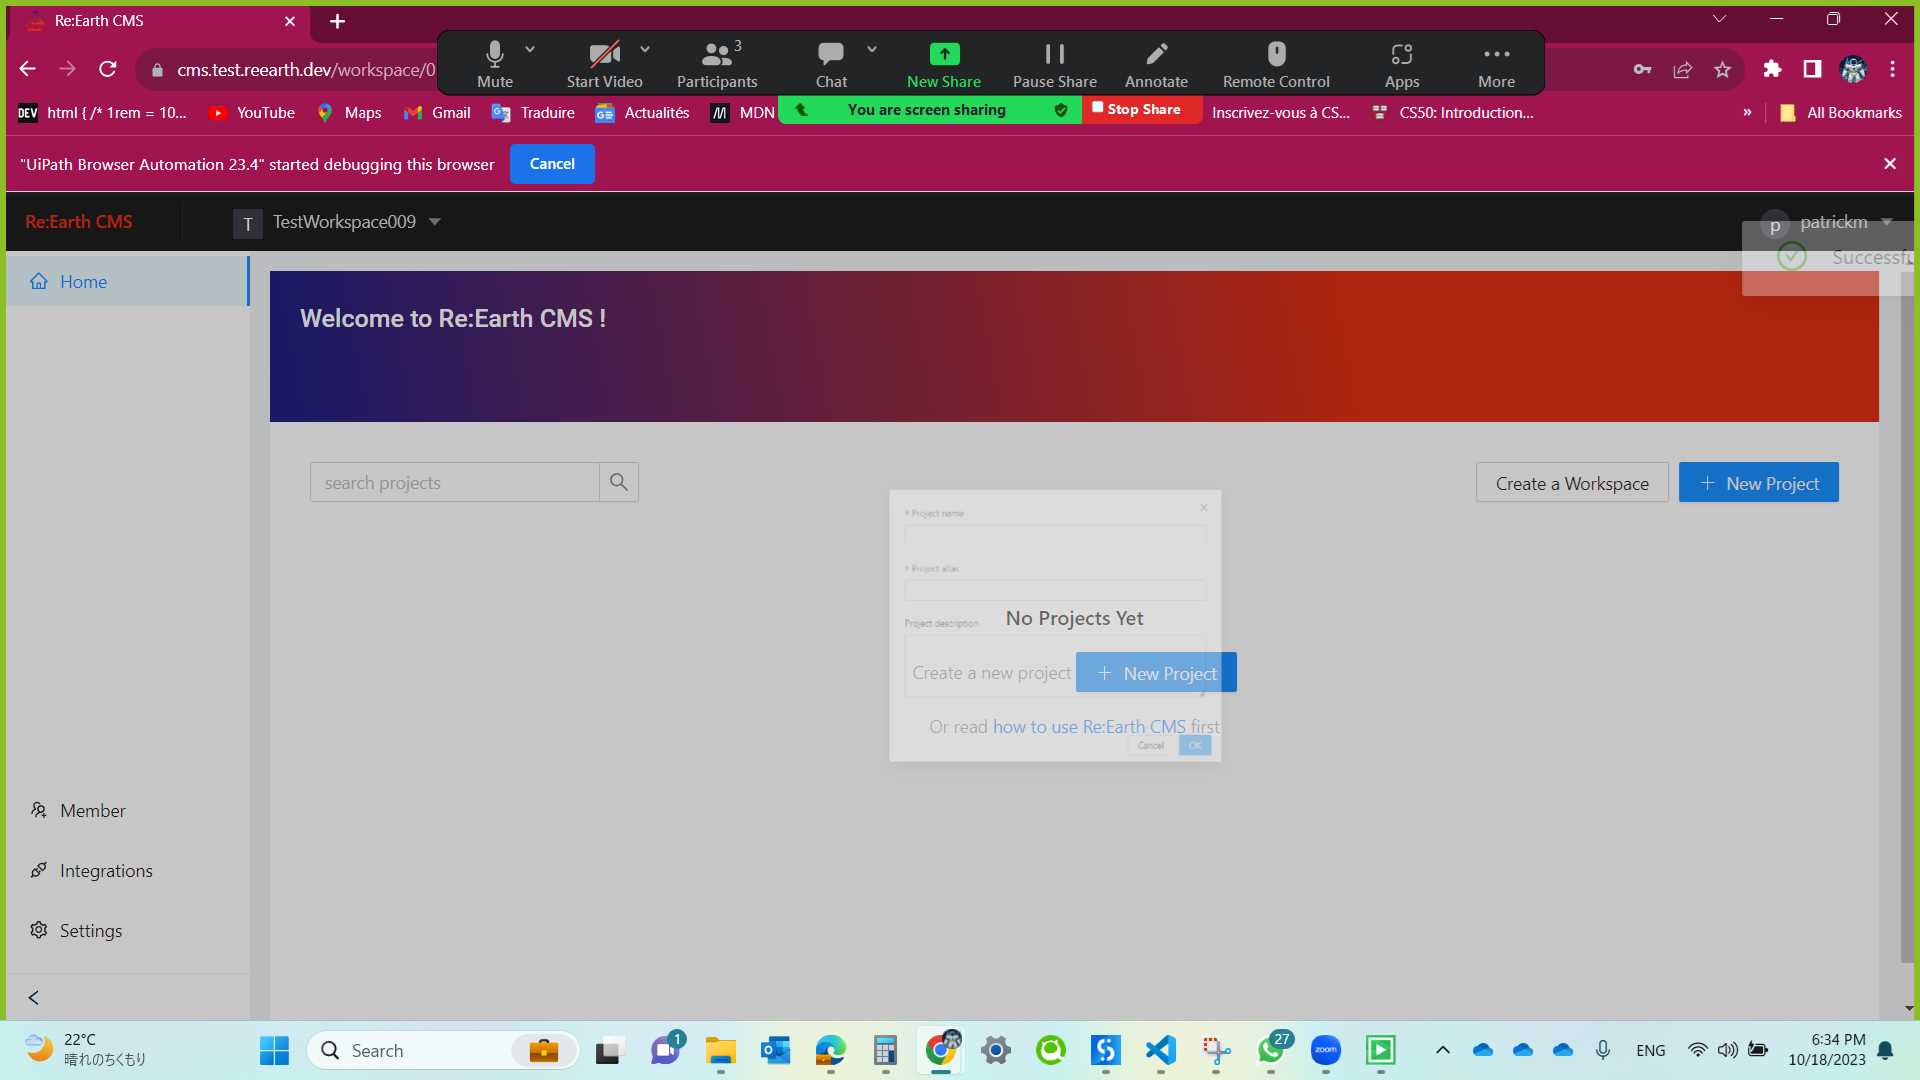 Re:Earth CMS
cms.test.reearth.dev/workspace/0
Mute
Start Video
3
Participants
Chat
New Share
Pause Share
Annotate
Remote Control
Apps
More
You are screen sharing
Stop Share
DEV html { /* 1rem = 10...
YouTube
Maps
Gmail
Traduire
Actualités
MDN
Inscrivez-vous à CS...
CS50: Introduction...
»
All Bookmarks
"UiPath Browser Automation 23.4" started debugging this browser
Cancel
Re:Earth CMS
T TestWorkspace009
p patrickm
Successfu
Home
Welcome to Re:Earth CMS !
search projects
Create a Workspace
+ New Project
* Project name
* Project alias
Project description
No Projects Yet
Create a new project
+ New Project
Or read how to use Re:Earth CMS first
Cancel
OK
Member
Integrations
Settings
22°C
晴れのちくもり
Search
1
27
zoom
ENG
6:34 PM
10/18/2023